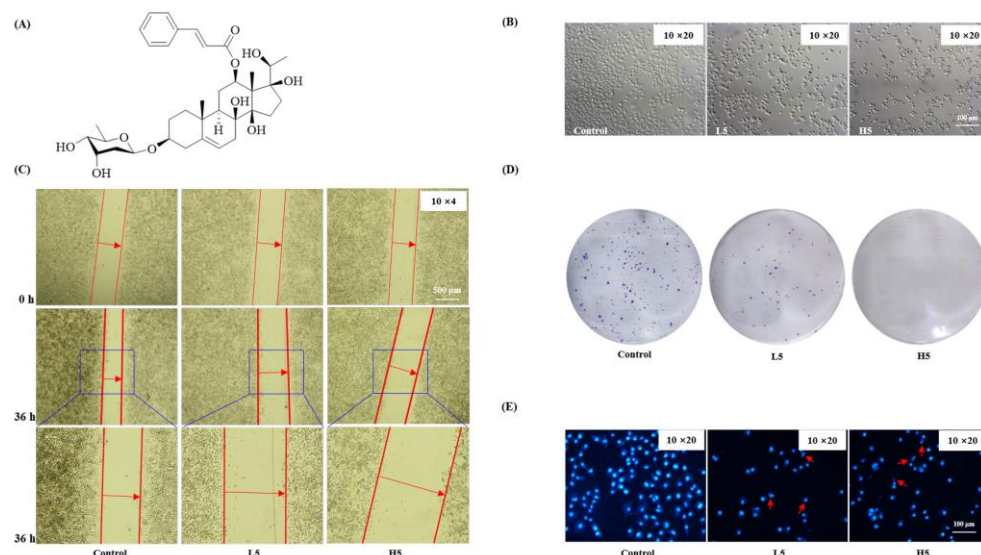 (A)
O
O
HO
OH
OH
OH
H
O
O
HO
OH
(B)
10 ×20
10 ×20
10 ×20
Control
L5
H5
100 μm
(C)
10 ×4
500 μm
0 h
36 h
36 h
Control
L5
H5
(D)
Control
L5
H5
(E)
10 ×20
10 ×20
10 ×20
100 μm
Control
L5
H5